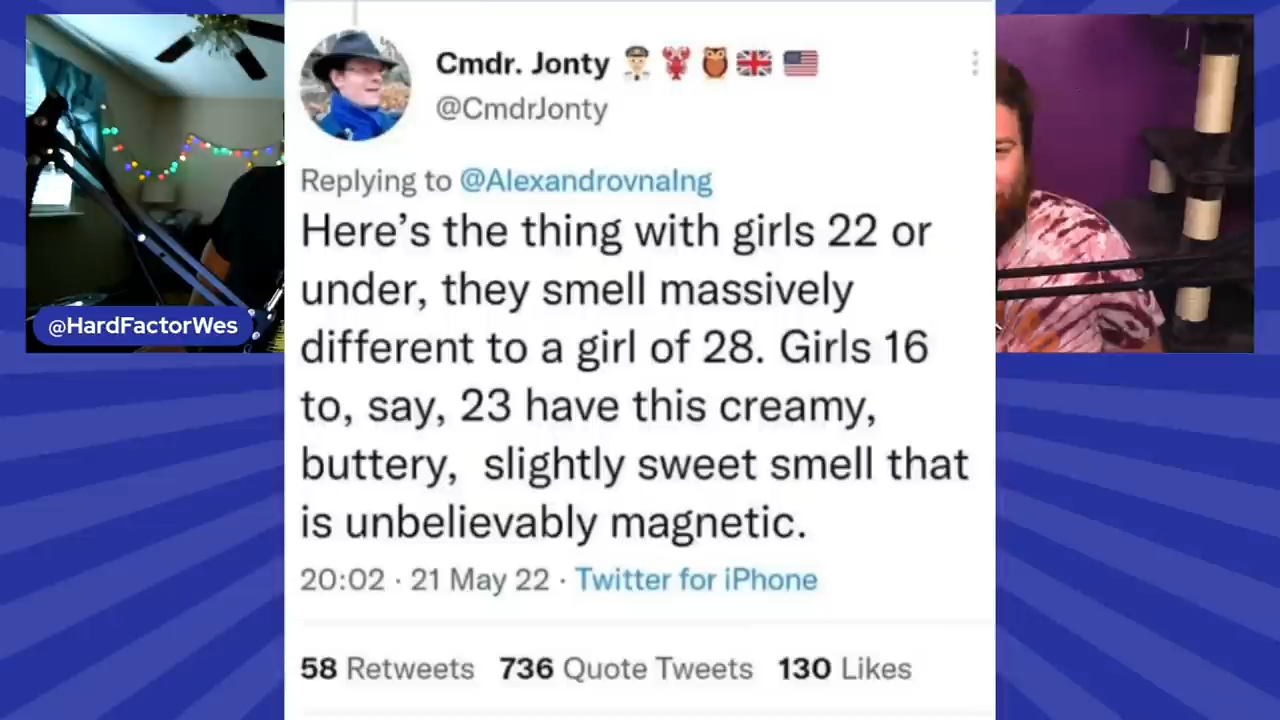 Cmdr. Jonty 👨🏼‍✈️🦞🦉🇬🇧🇺🇸
@CmdrJonty
Replying to @AlexandrovnaIng
Here’s the thing with girls 22 or
under, they smell massively
different to a girl of 28. Girls 16
to, say, 23 have this creamy,
buttery, slightly sweet smell that
is unbelievably magnetic.
20:02 · 21 May 22 · Twitter for iPhone
58 Retweets 736 Quote Tweets 130 Likes
@HardFactorWes